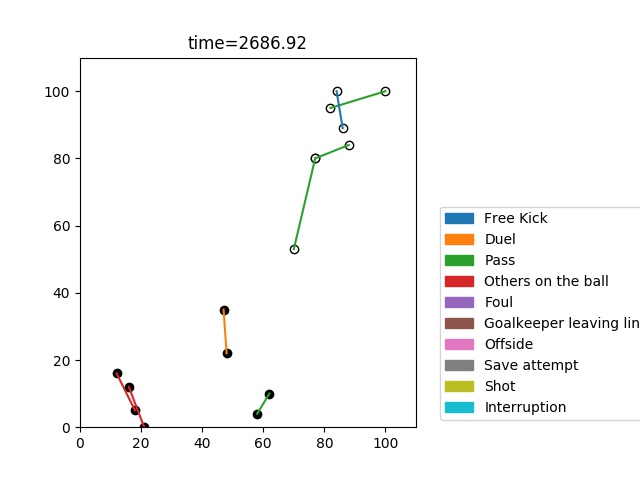 time=2686.92
100
80
60
40
20
0
0 20 40 60 80 100
Free Kick
Duel
Pass
Others on the ball
Foul
Goalkeeper leaving lin
Offside
Save attempt
Shot
Interruption